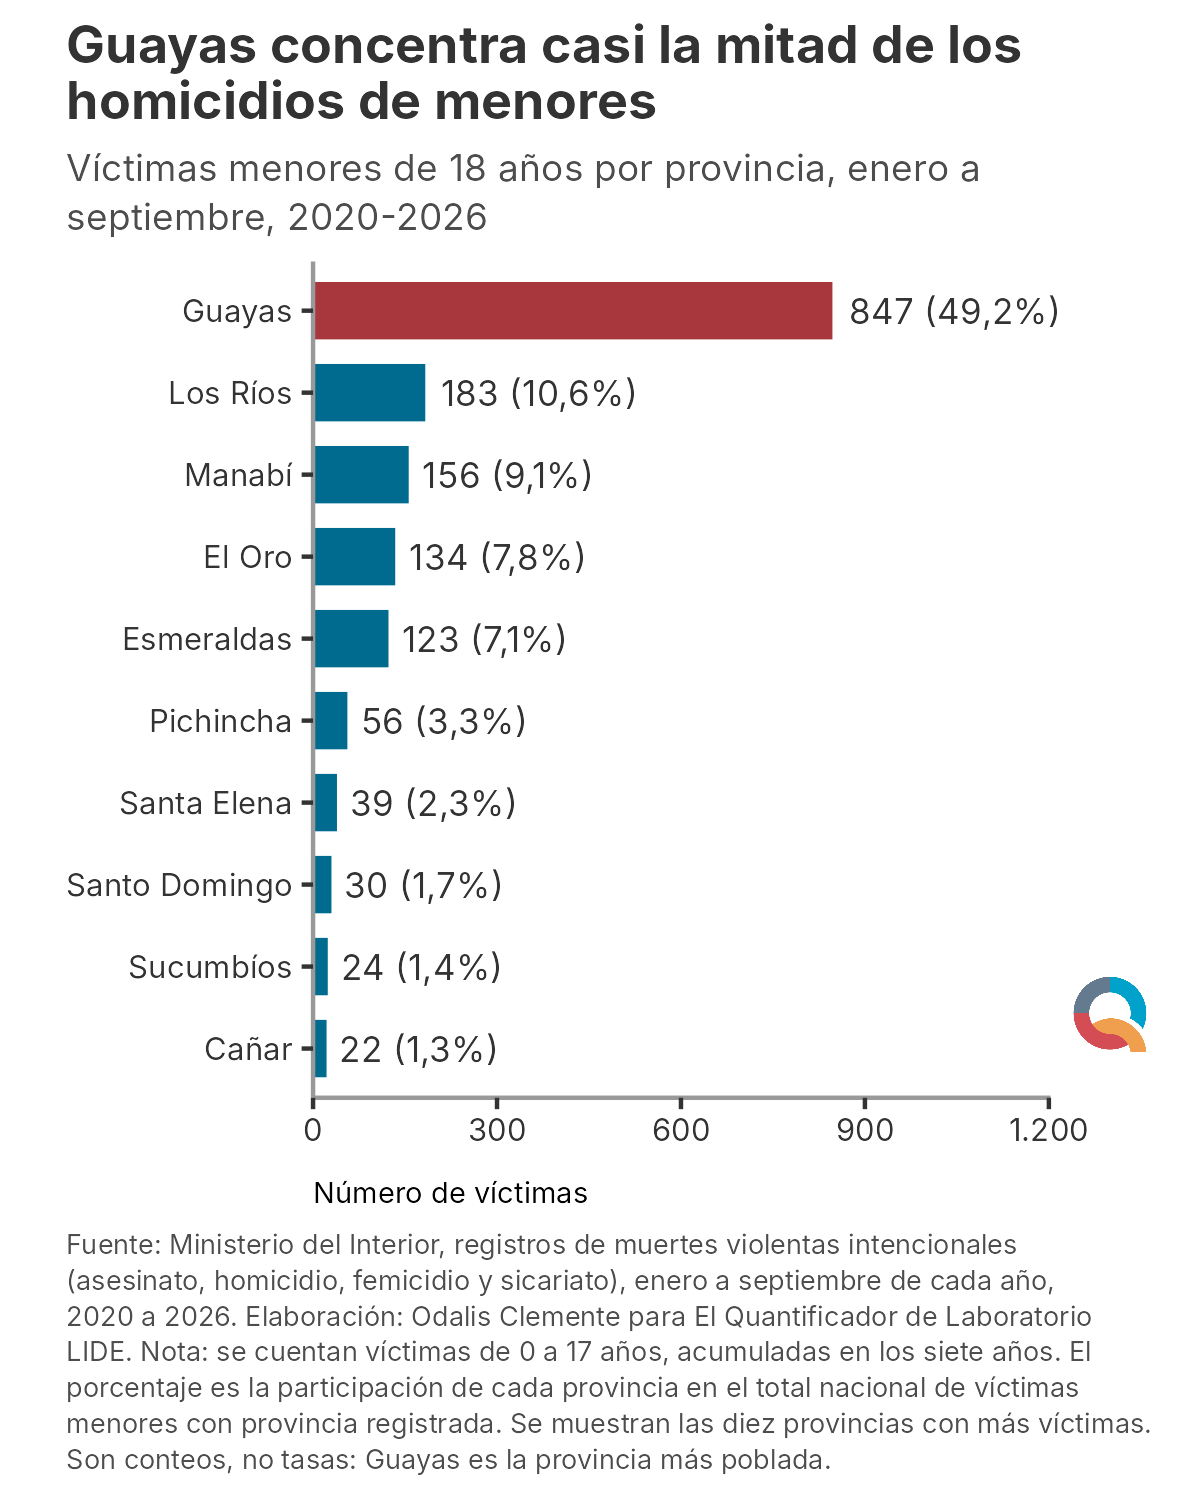 Guayas concentra casi la mitad de los
homicidios de menores
Víctimas menores de 18 años por provincia, enero a
septiembre, 2020-2026
Guayas 847 (49,2%)
Los Ríos 183 (10,6%)
Manabí 156 (9,1%)
El Oro 134 (7,8%)
Esmeraldas 123 (7,1%)
Pichincha 56 (3,3%)
Santa Elena 39 (2,3%)
Santo Domingo 30 (1,7%)
Sucumbíos 24 (1,4%)
Cañar 22 (1,3%)
0 300 600 900 1.200
Número de víctimas
Fuente: Ministerio del Interior, registros de muertes violentas intencionales
(asesinato, homicidio, femicidio y sicariato), enero a septiembre de cada año,
2020 a 2026. Elaboración: Odalis Clemente para El Quantificador de Laboratorio
LIDE. Nota: se cuentan víctimas de 0 a 17 años, acumuladas en los siete años. El
porcentaje es la participación de cada provincia en el total nacional de víctimas
menores con provincia registrada. Se muestran las diez provincias con más víctimas.
Son conteos, no tasas: Guayas es la provincia más poblada.